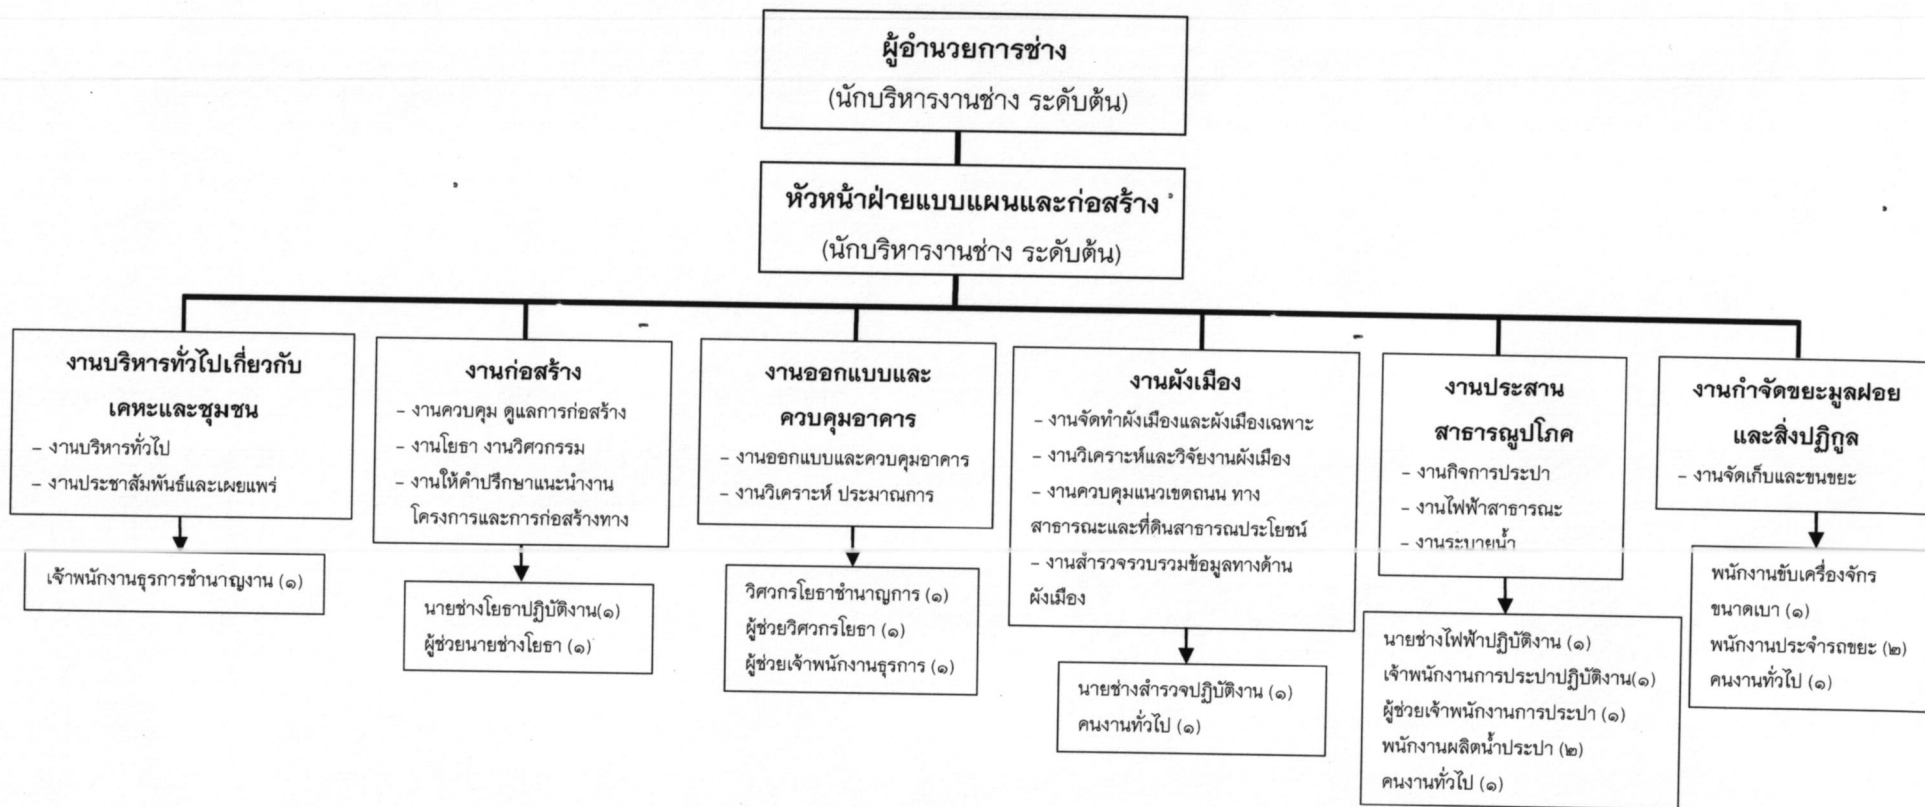 ผู้อำนวยการช่าง
(นักบริหารงานช่าง ระดับต้น)
หัวหน้าฝ่ายแบบแผนและก่อสร้าง
(นักบริหารงานช่าง ระดับต้น)
งานบริหารทั่วไปเกี่ยวกับ
เคหะและชุมชน
– งานบริหารทั่วไป
– งานประชาสัมพันธ์และเผยแพร่
เจ้าพนักงานธุรการชำนาญงาน (๑)
งานก่อสร้าง
– งานควบคุม ดูแลการก่อสร้าง
– งานโยธา งานวิศวกรรม
– งานให้คำปรึกษาแนะนำงาน
โครงการและการก่อสร้างทาง
นายช่างโยธาปฏิบัติงาน(๑)
ผู้ช่วยนายช่างโยธา (๑)
งานออกแบบและ
ควบคุมอาคาร
– งานออกแบบและควบคุมอาคาร
– งานวิเคราะห์ ประมาณการ
วิศวกรโยธาชำนาญการ (๑)
ผู้ช่วยวิศวกรโยธา (๑)
ผู้ช่วยเจ้าพนักงานธุรการ (๑)
งานผังเมือง
– งานจัดทำผังเมืองและผังเมืองเฉพาะ
– งานวิเคราะห์และวิจัยงานผังเมือง
– งานควบคุมแนวเขตถนน ทาง
สาธารณะและที่ดินสาธารณประโยชน์
– งานสำรวจรวบรวมข้อมูลทางด้าน
ผังเมือง
นายช่างสำรวจปฏิบัติงาน (๑)
คนงานทั่วไป (๑)
งานประสาน
สาธารณูปโภค
– งานกิจการประปา
– งานไฟฟ้าสาธารณะ
– งานระบายน้ำ
นายช่างไฟฟ้าปฏิบัติงาน (๑)
เจ้าพนักงานการประปาปฏิบัติงาน(๑)
ผู้ช่วยเจ้าพนักงานการประปา (๑)
พนักงานผลิตน้ำประปา (๒)
คนงานทั่วไป (๑)
งานกำจัดขยะมูลฝอย
และสิ่งปฏิกูล
– งานจัดเก็บและขนขยะ
พนักงานขับเครื่องจักร
ขนาดเบา (๑)
พนักงานประจำรถขยะ (๒)
คนงานทั่วไป (๑)